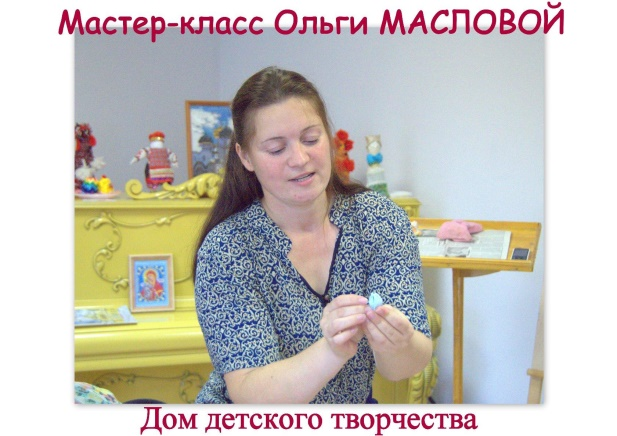 Мастер-класс Ольги МАСЛОВОЙ
Дом детского творчества